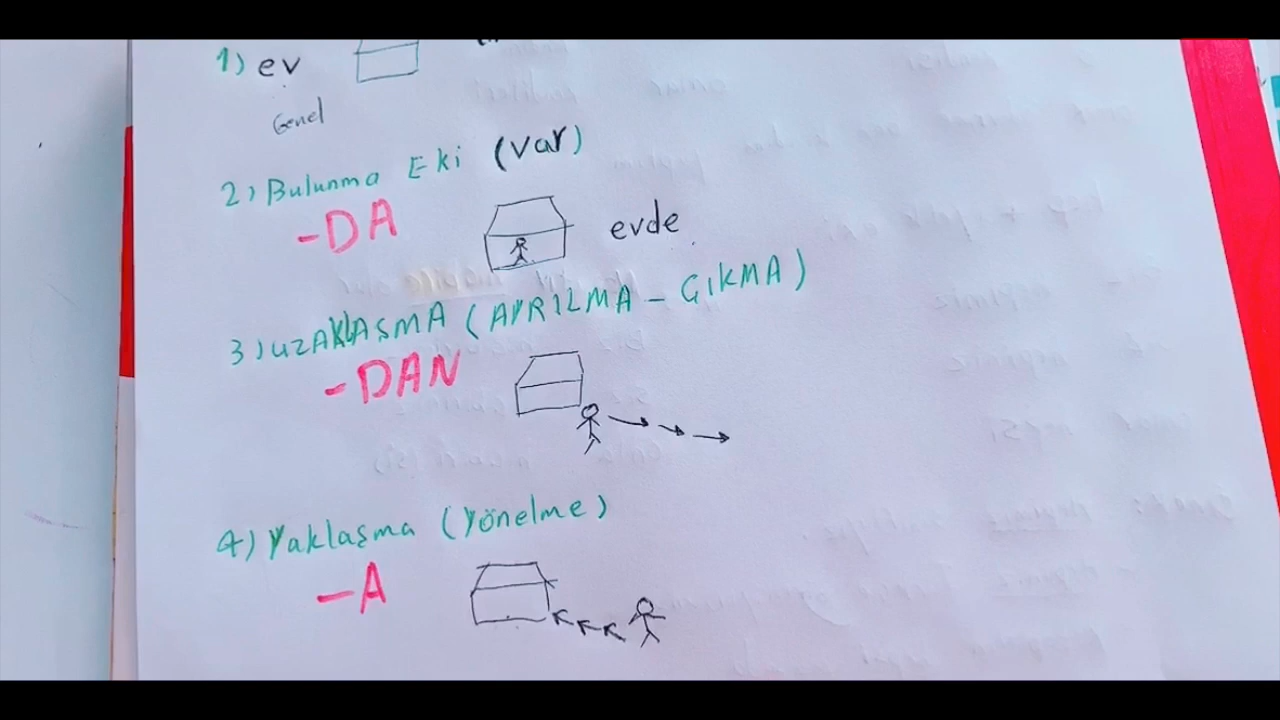 1) ev
Genel
2) Bulunma Eki (var)
-DA
evde
3) UZAKLAŞMA (AYRILMA - ÇIKMA)
-DAN
4) Yaklaşma (Yönelme)
-A